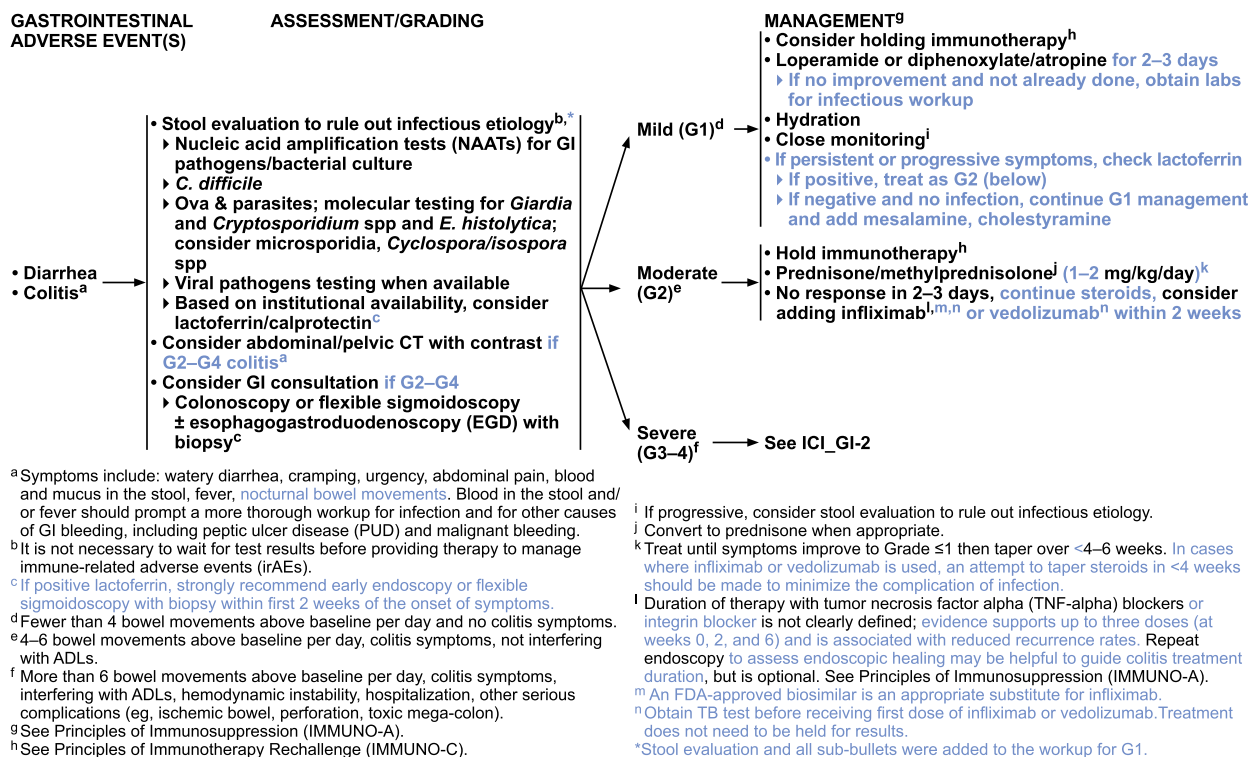 GASTROINTESTINAL
ADVERSE EVENT(S)
ASSESSMENT/GRADING
MANAGEMENTg
• Diarrhea
• Colitisa
• Stool evaluation to rule out infectious etiologyb,*
Nucleic acid amplification tests (NAATs) for GI
pathogens/bacterial culture
C. difficile
Ova & parasites; molecular testing for Giardia
and Cryptosporidium spp and E. histolytica;
consider microsporidia, Cyclospora/isospora
spp
Viral pathogens testing when available
Based on institutional availability, consider
lactoferrin/calprotectinc
• Consider abdominal/pelvic CT with contrast if
G2–G4 colitisa
• Consider GI consultation if G2–G4
Colonoscopy or flexible sigmoidoscopy
± esophagogastroduodenoscopy (EGD) with
biopsyc
Mild (G1)d
• Consider holding immunotherapyh
• Loperamide or diphenoxylate/atropine for 2–3 days
If no improvement and not already done, obtain labs
for infectious workup
• Hydration
• Close monitoringi
• If persistent or progressive symptoms, check lactoferrin
If positive, treat as G2 (below)
If negative and no infection, continue G1 management
and add mesalamine, cholestyramine
Moderate
(G2)e
• Hold immunotherapyh
• Prednisone/methylprednisolonej (1–2 mg/kg/day)k
• No response in 2–3 days, continue steroids, consider
adding infliximabl,m,n or vedolizumabn within 2 weeks
Severe
(G3–4)f
See ICI_GI-2
a Symptoms include: watery diarrhea, cramping, urgency, abdominal pain, blood
and mucus in the stool, fever, nocturnal bowel movements. Blood in the stool and/
or fever should prompt a more thorough workup for infection and for other causes
of GI bleeding, including peptic ulcer disease (PUD) and malignant bleeding.
b It is not necessary to wait for test results before providing therapy to manage
immune-related adverse events (irAEs).
c If positive lactoferrin, strongly recommend early endoscopy or flexible
sigmoidoscopy with biopsy within first 2 weeks of the onset of symptoms.
d Fewer than 4 bowel movements above baseline per day and no colitis symptoms.
e 4–6 bowel movements above baseline per day, colitis symptoms, not interfering
with ADLs.
f More than 6 bowel movements above baseline per day, colitis symptoms,
interfering with ADLs, hemodynamic instability, hospitalization, other serious
complications (eg, ischemic bowel, perforation, toxic mega-colon).
g See Principles of Immunosuppression (IMMUNO-A).
h See Principles of Immunotherapy Rechallenge (IMMUNO-C).
i If progressive, consider stool evaluation to rule out infectious etiology.
j Convert to prednisone when appropriate.
k Treat until symptoms improve to Grade ≤1 then taper over <4–6 weeks. In cases
where infliximab or vedolizumab is used, an attempt to taper steroids in <4 weeks
should be made to minimize the complication of infection.
l Duration of therapy with tumor necrosis factor alpha (TNF-alpha) blockers or
integrin blocker is not clearly defined; evidence supports up to three doses (at
weeks 0, 2, and 6) and is associated with reduced recurrence rates. Repeat
endoscopy to assess endoscopic healing may be helpful to guide colitis treatment
duration, but is optional. See Principles of Immunosuppression (IMMUNO-A).
m An FDA-approved biosimilar is an appropriate substitute for infliximab.
n Obtain TB test before receiving first dose of infliximab or vedolizumab.Treatment
does not need to be held for results.
*Stool evaluation and all sub-bullets were added to the workup for G1.